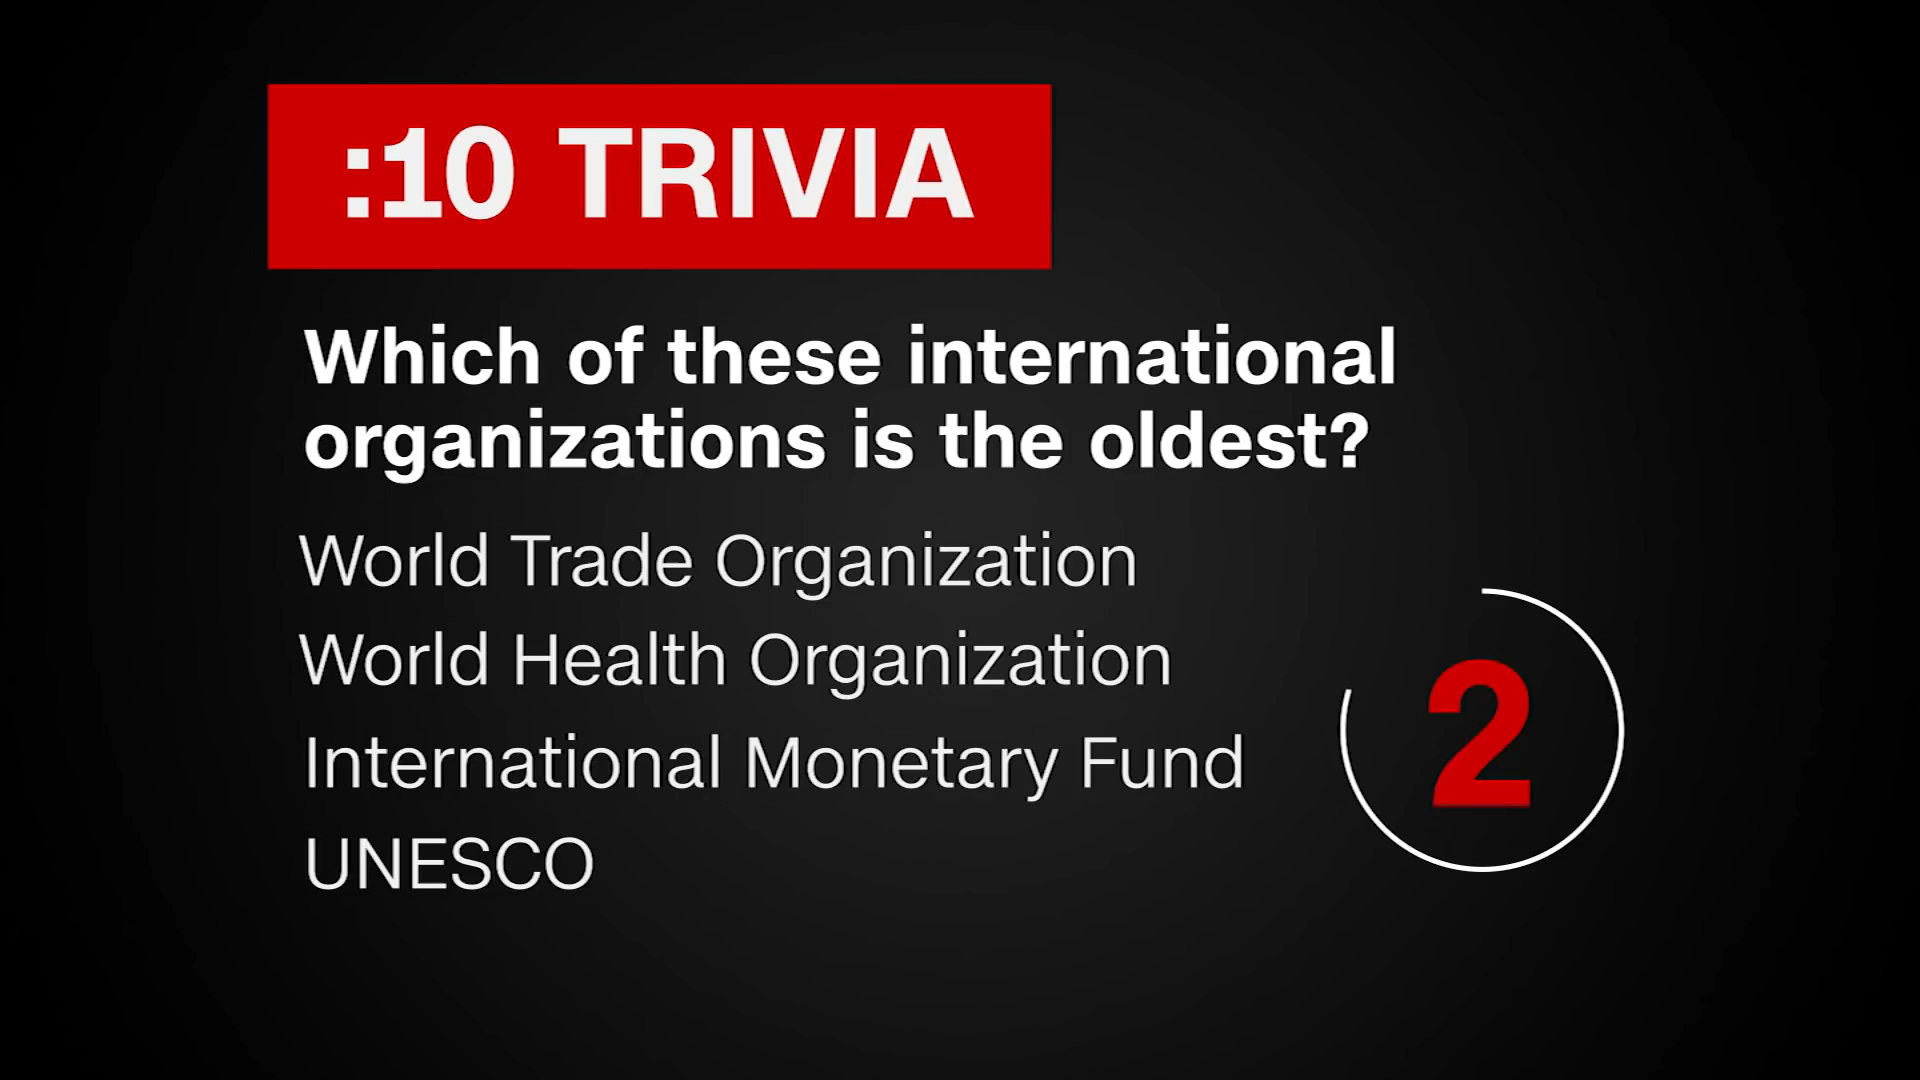 :10 TRIVIA
Which of these international
organizations is the oldest?
World Trade Organization
World Health Organization
International Monetary Fund
UNESCO
2